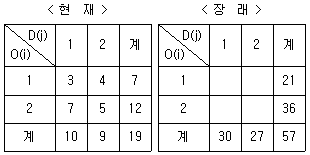 < 현 재 > < 장 래 >
D(j) O(i) 1 2 계 D(j) O(i) 1 2 계
1 3 4 7 1 21
2 7 5 12 2 36
계 10 9 19 계 30 27 57